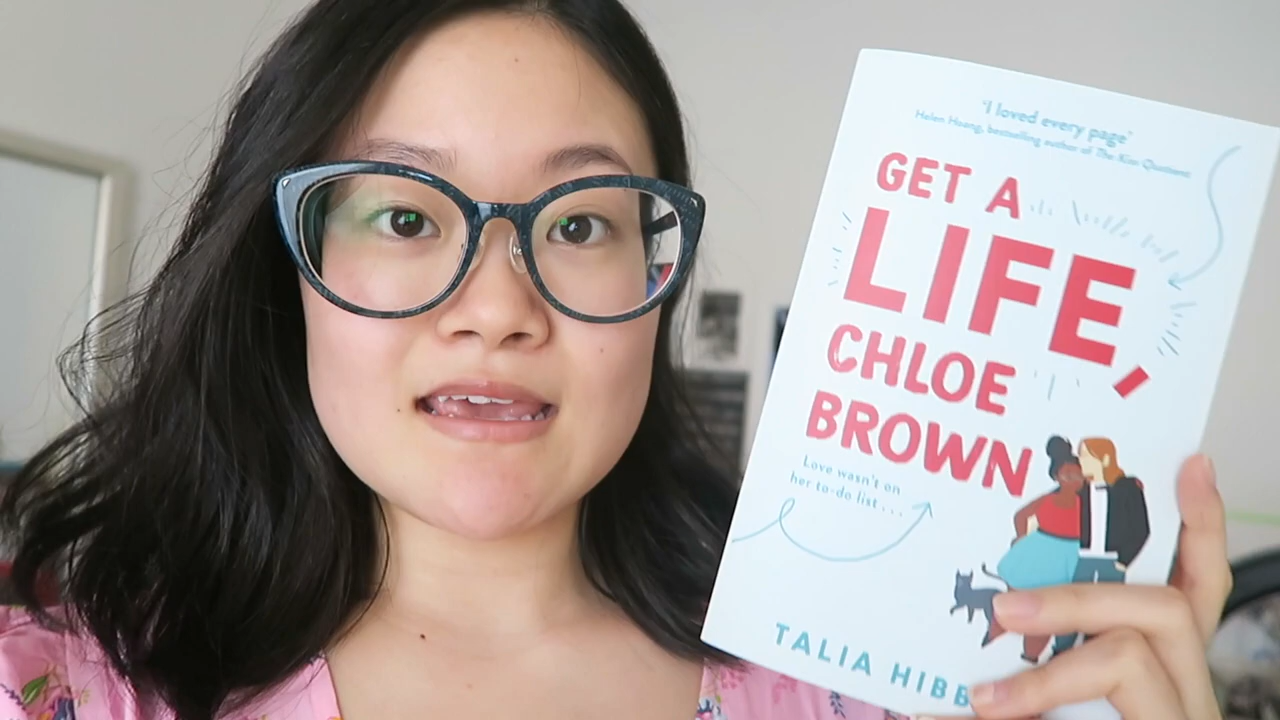 'I loved every page'
Helen Hoang, bestselling author of The Kiss Quotient
GET A
LIFE,
CHLOE
BROWN
Love wasn't on
her to-do list . . .
TALIA HIBB